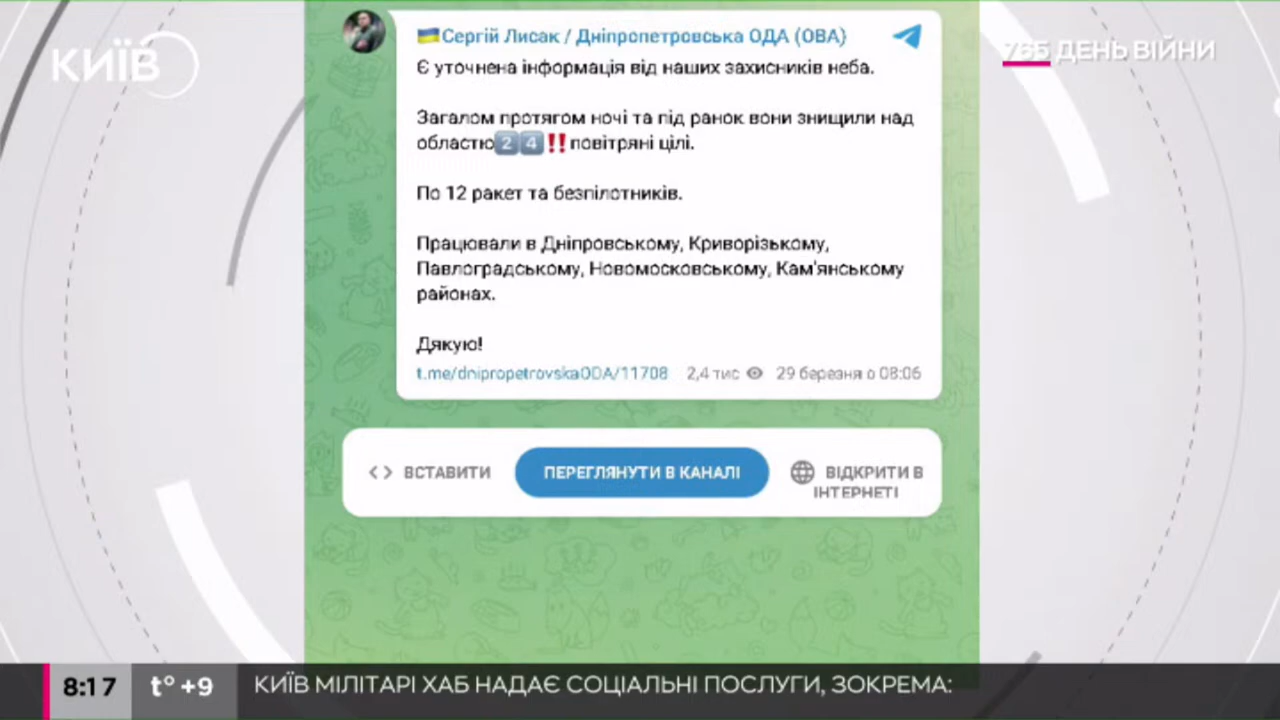 КИЇВ
765 ДЕНЬ ВІЙНИ
🇺🇦Сергій Лисак / Дніпропетровська ОДА (ОВА)
Є уточнена інформація від наших захисників неба.
Загалом протягом ночі та під ранок вони знищили над
областю2️⃣4️⃣‼️повітряні цілі.
По 12 ракет та безпілотників.
Працювали в Дніпровському, Криворізькому,
Павлоградському, Новомосковському, Кам'янському
районах.
Дякую!
t.me/dnipropetrovskaODA/11708 2,4 тис 29 березня о 08:06
<> ВСТАВИТИ
ПЕРЕГЛЯНУТИ В КАНАЛІ
ВІДКРИТИ В
ІНТЕРНЕТІ
8:17 t° +9 КИЇВ МІЛІТАРІ ХАБ НАДАЄ СОЦІАЛЬНІ ПОСЛУГИ, ЗОКРЕМА: